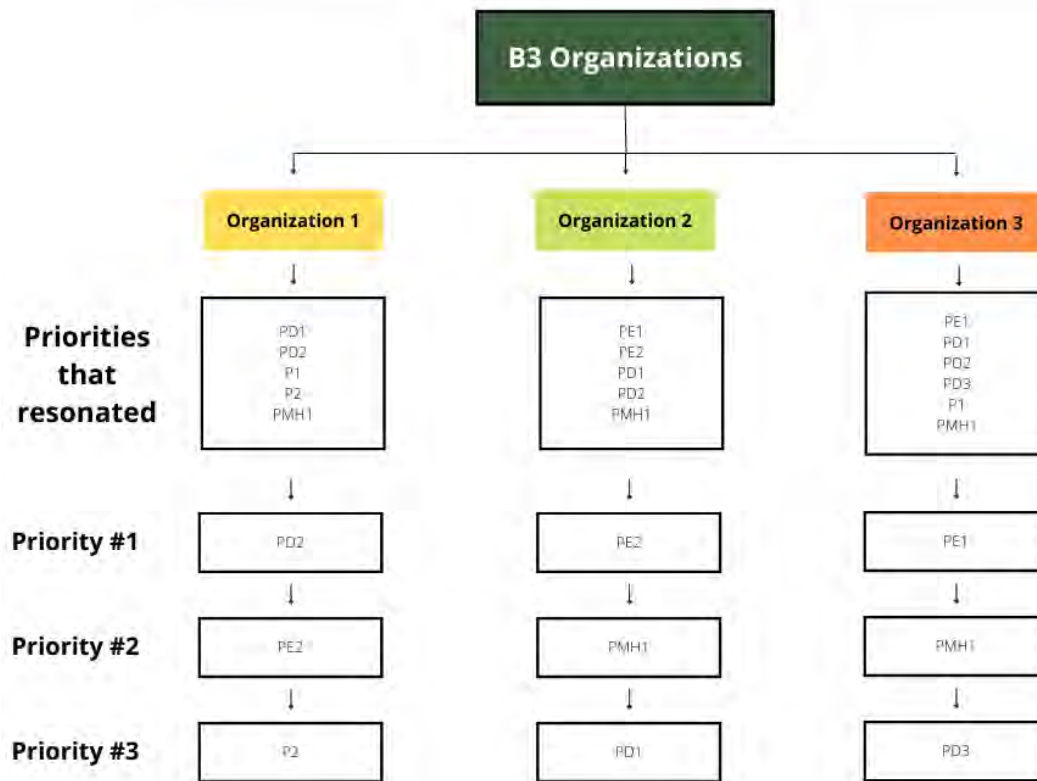 B3 Organizations
Organization 1
Organization 2
Organization 3
Priorities
that
resonated
PD1
PD2
P1
P2
PMH1
PE1
PE2
PD1
PD2
PMH1
PE1
PD1
PD2
PD3
P1
PMH1
Priority #1
PD2
PE2
PE1
Priority #2
PE2
PMH1
PMH1
Priority #3
P2
PD1
PD3